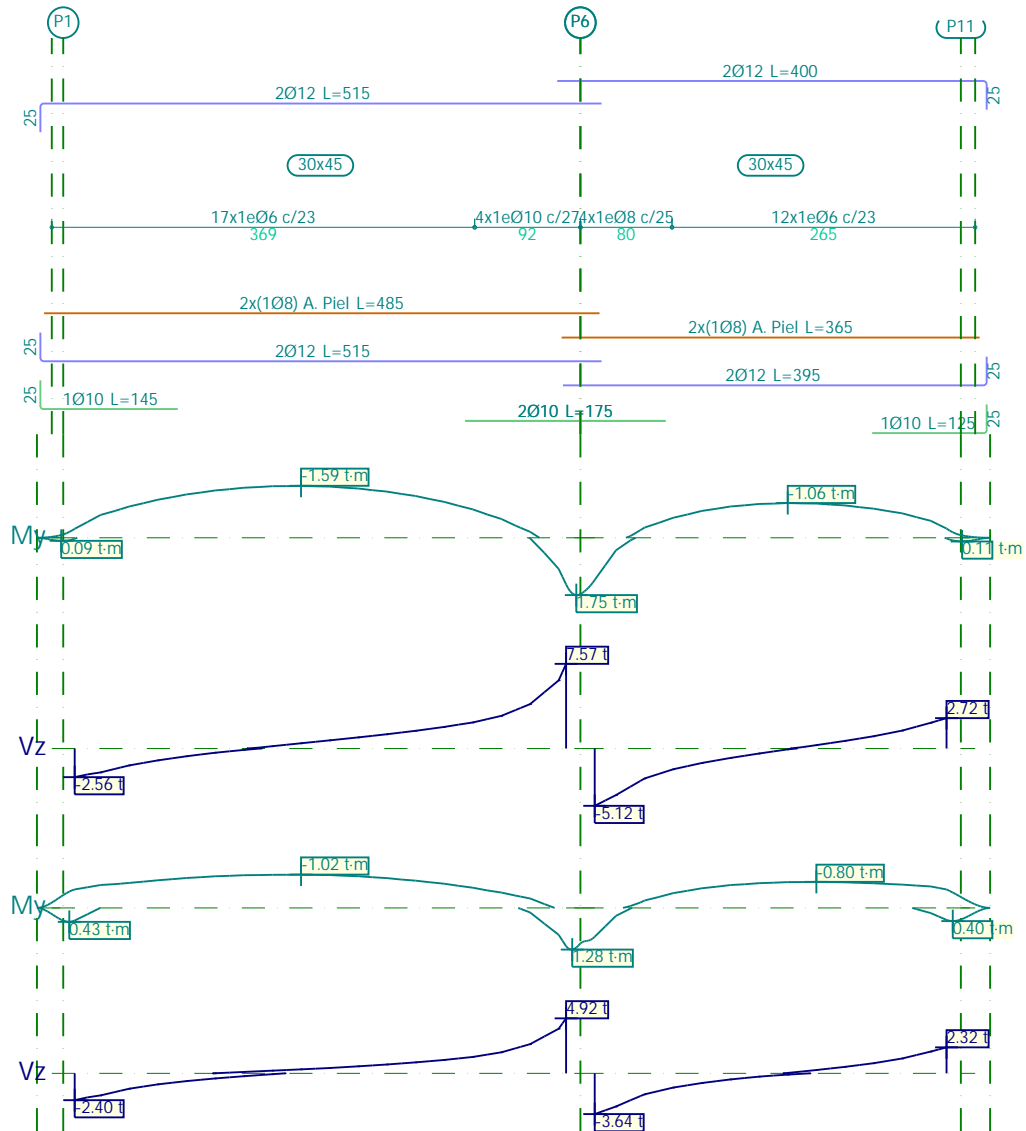 P1 P6 P11
2Ø12 L=400
2Ø12 L=515
25
25
30x45 30x45
17x1eØ6 c/23 4x1eØ10 c/27 4x1eØ8 c/25 12x1eØ6 c/23
369 92 80 265
2x(1Ø8) A. Piel L=485
2x(1Ø8) A. Piel L=365
25
2Ø12 L=515
25
2Ø12 L=395
25
1Ø10 L=145
2Ø10 L=175
1Ø10 L=125
25
-1.59 t·m
-1.06 t·m
My
0.09 t·m
0.11 t·m
1.75 t·m
7.57 t
2.72 t
Vz
-2.56 t
-5.12 t
-1.02 t·m
-0.80 t·m
My
0.43 t·m
0.40 t·m
1.28 t·m
4.92 t
2.32 t
Vz
-2.40 t
-3.64 t